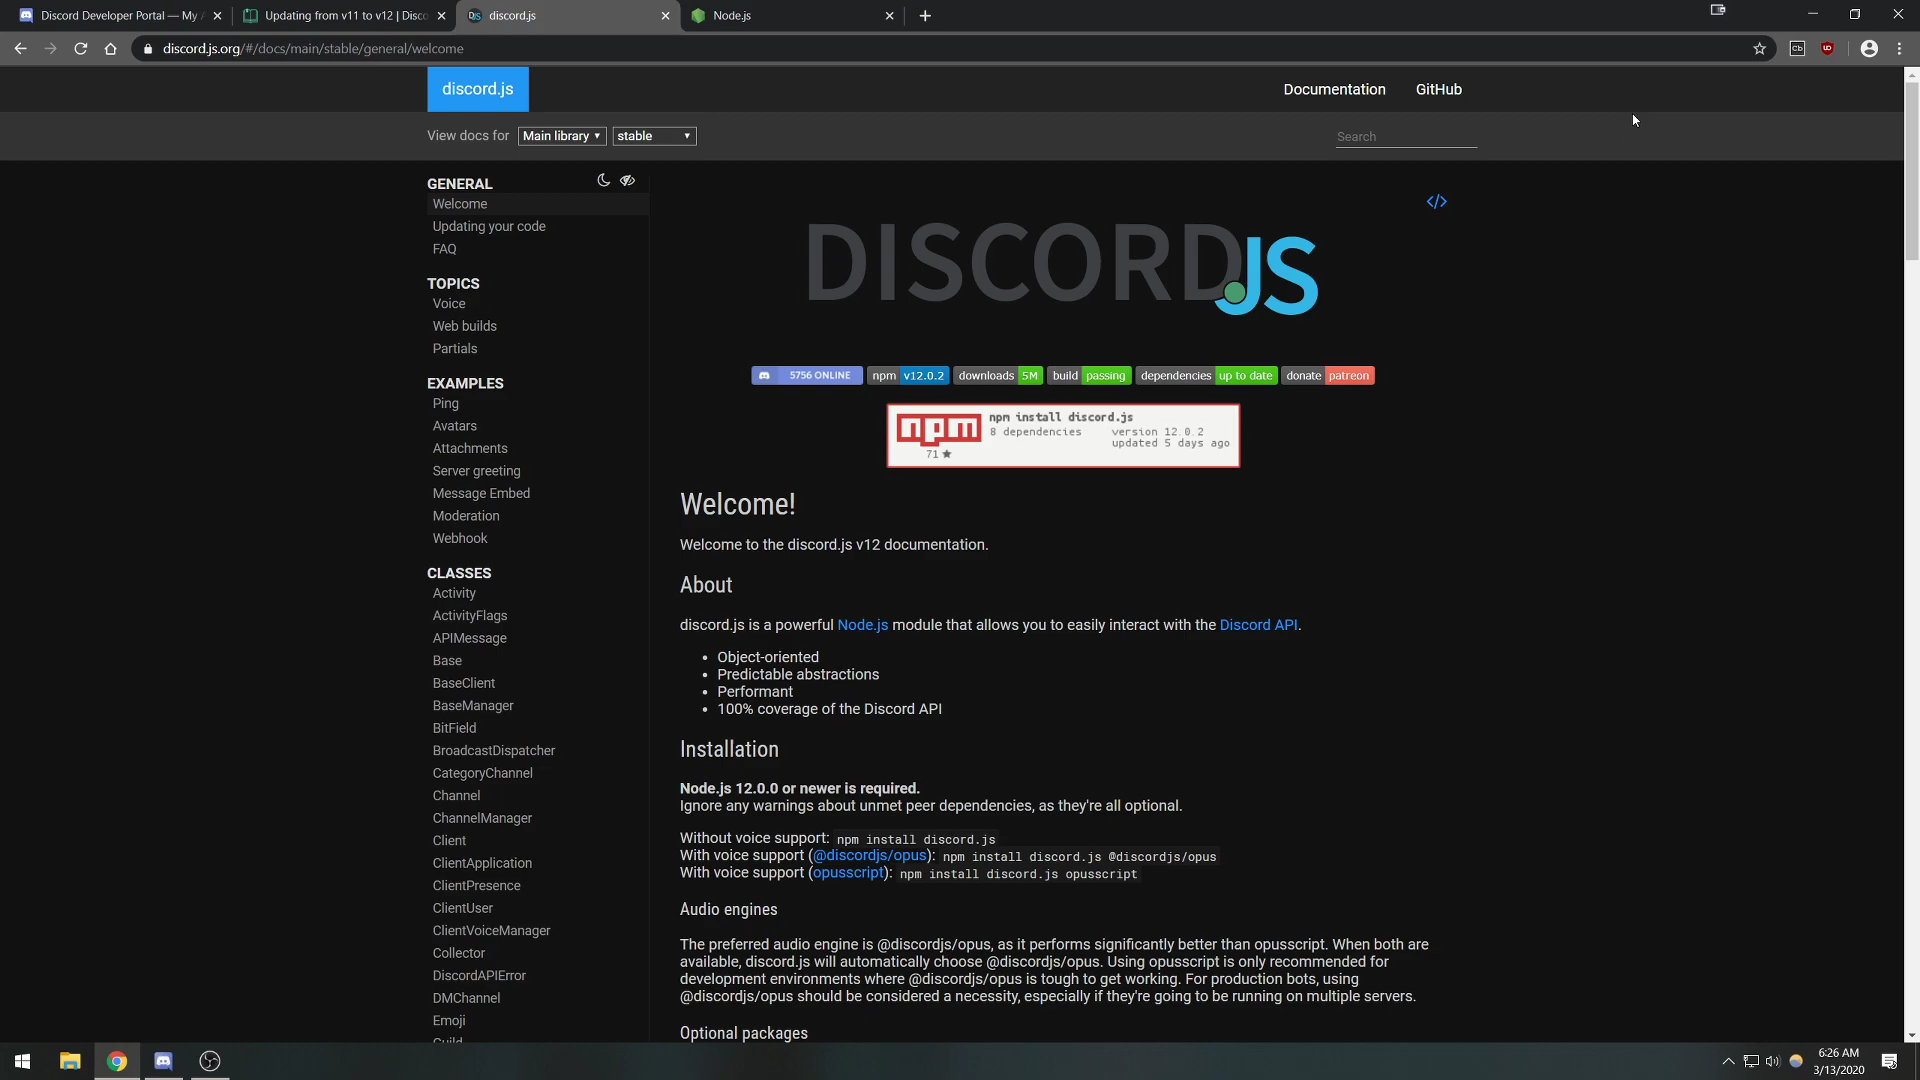 Discord Developer Portal — My A
Updating from v11 to v12 | Disco
discord.js
Node.js
discord.js.org/#/docs/main/stable/general/welcome
discord.js
Documentation
GitHub
View docs for
Main library
stable
Search
GENERAL
Welcome
Updating your code
FAQ
TOPICS
Voice
Web builds
Partials
EXAMPLES
Ping
Avatars
Attachments
Server greeting
Message Embed
Moderation
Webhook
CLASSES
Activity
ActivityFlags
APIMessage
Base
BaseClient
BaseManager
BitField
BroadcastDispatcher
CategoryChannel
Channel
ChannelManager
Client
ClientApplication
ClientPresence
ClientUser
ClientVoiceManager
Collector
DiscordAPIError
DMChannel
Emoji
Guild
</>
DISCORD.JS
5756 ONLINE
npm v12.0.2
downloads 5M
build passing
dependencies up to date
donate patreon
npm
71 ★
npm install discord.js
8 dependencies version 12.0.2
updated 5 days ago
Welcome!
Welcome to the discord.js v12 documentation.
About
discord.js is a powerful Node.js module that allows you to easily interact with the Discord API.
• Object-oriented
• Predictable abstractions
• Performant
• 100% coverage of the Discord API
Installation
Node.js 12.0.0 or newer is required.
Ignore any warnings about unmet peer dependencies, as they're all optional.
Without voice support: npm install discord.js
With voice support (@discordjs/opus): npm install discord.js @discordjs/opus
With voice support (opusscript): npm install discord.js opusscript
Audio engines
The preferred audio engine is @discordjs/opus, as it performs significantly better than opusscript. When both are
available, discord.js will automatically choose @discordjs/opus. Using opusscript is only recommended for
development environments where @discordjs/opus is tough to get working. For production bots, using
@discordjs/opus should be considered a necessity, especially if they're going to be running on multiple servers.
Optional packages
6:26 AM
3/13/2020